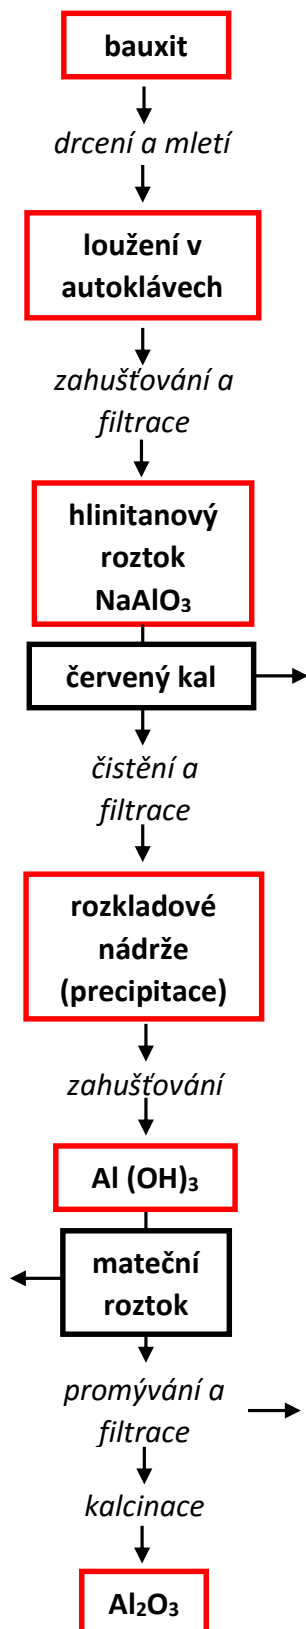 bauxit
drcení a mletí
loužení v
autoklávech
zahušťování a
filtrace
hlinitanový
roztok
NaAlO₃
červený kal
čistění a
filtrace
rozkladové
nádrže
(precipitace)
zahušťování
Al (OH)₃
mateční
roztok
promývání a
filtrace
kalcinace
Al₂O₃